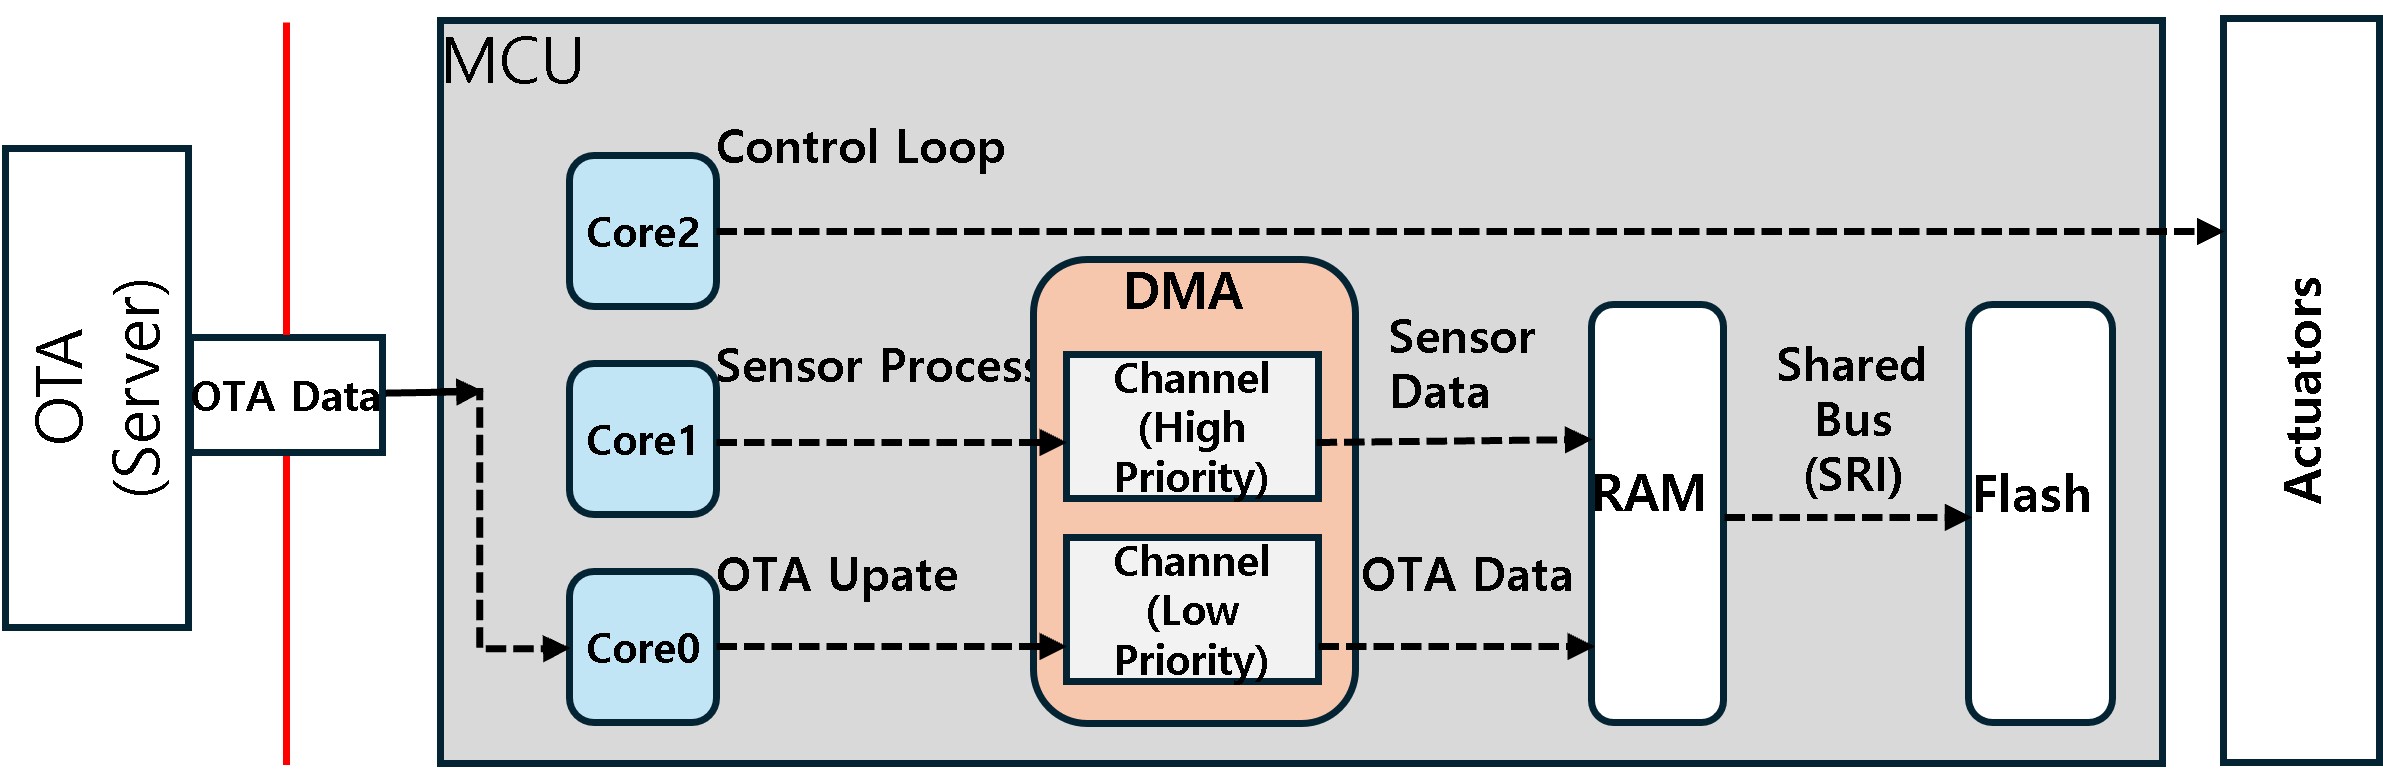 MCU
Control Loop
Core2
OTA
(Server)
OTA Data
Sensor Process
Core1
OTA Upate
Core0
DMA
Channel
(High
Priority)
Channel
(Low
Priority)
Sensor
Data
OTA Data
RAM
Shared
Bus
(SRI)
Flash
Actuators